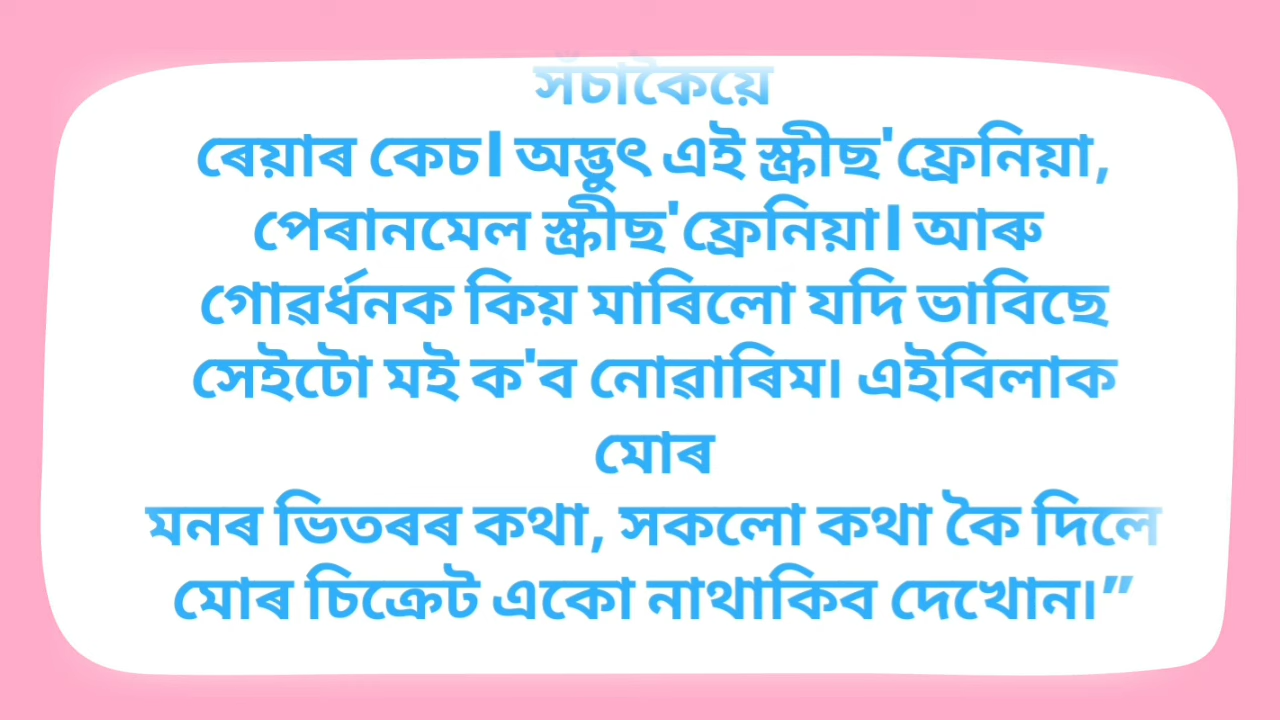 সঁচাকৈয়ে
ৰেয়াৰ কেচ। অদ্ভুৎ এই স্ক্ৰীছ'ফ্ৰেনিয়া,
পেৰানমেল স্ক্ৰীছ'ফ্ৰেনিয়া। আৰু
গোৱৰ্ধনক কিয় মাৰিলো যদি ভাবিছে
সেইটো মই ক'ব নোৱাৰিম। এইবিলাক
মোৰ
মনৰ ভিতৰৰ কথা, সকলো কথা কৈ দিলে
মোৰ চিক্ৰেট একো নাথাকিব দেখোন।”